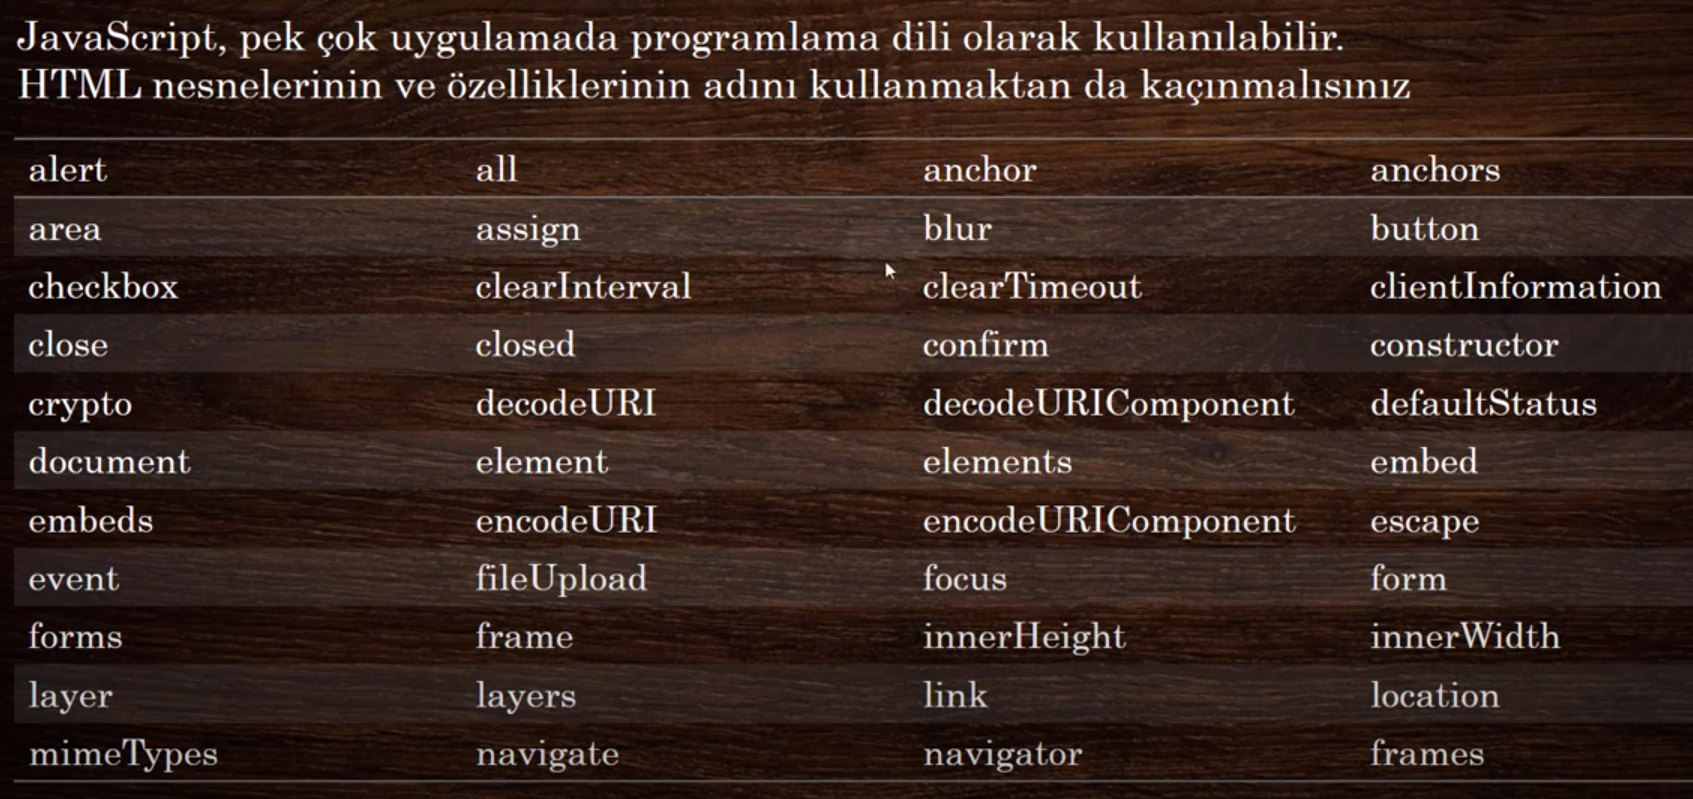 JavaScript, pek çok uygulamada programlama dili olarak kullanılabilir.
HTML nesnelerinin ve özelliklerinin adını kullanmaktan da kaçınmalısınız
alert all anchor anchors
area assign blur button
checkbox clearInterval clearTimeout clientInformation
close closed confirm constructor
crypto decodeURI decodeURIComponent defaultStatus
document element elements embed
embeds encodeURI encodeURIComponent escape
event fileUpload focus form
forms frame innerHeight innerWidth
layer layers link location
mimeTypes navigate navigator frames